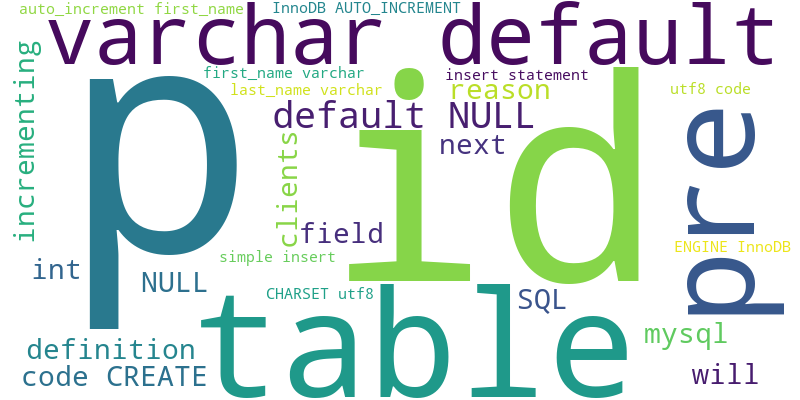 auto_increment first_name
InnoDB AUTO_INCREMENT
varchar default
incrementing
first_name varchar
insert statement
last_name varchar
reason
utf8 code
p
id
default NULL
pre
next
clients
field
simple insert
ENGINE InnoDB
int
NULL
CHARSET utf8
SQL
table
mysql
definition
code CREATE
will